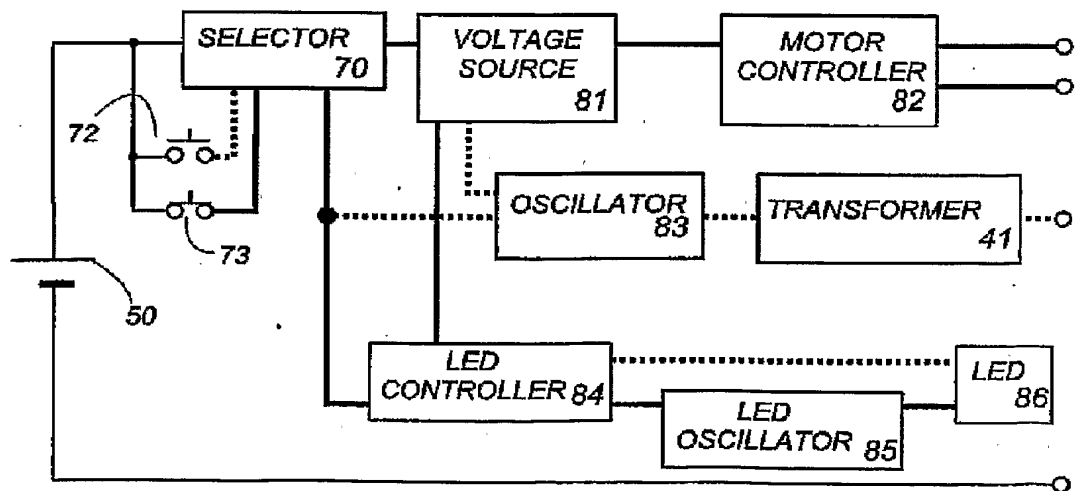 SELECTOR
70
VOLTAGE
SOURCE
81
MOTOR
CONTROLLER
82
72
73
50
OSCILLATOR
83
TRANSFORMER
41
LED
CONTROLLER 84
LED
OSCILLATOR 85
LED
86